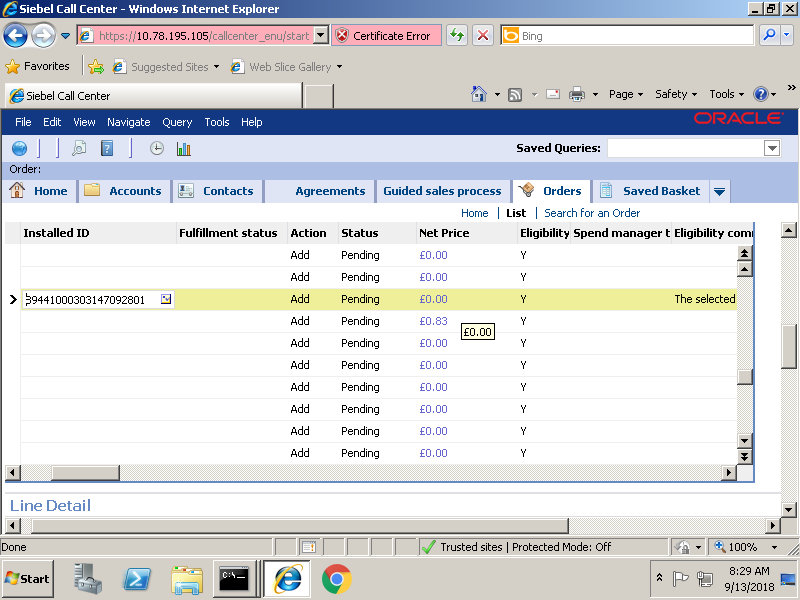 Siebel Call Center - Windows Internet Explorer
https://10.78.195.105/callcenter_enu/start
Certificate Error
Bing
Favorites
Suggested Sites
Web Slice Gallery
Siebel Call Center
Page
Safety
Tools
»
File Edit View Navigate Query Tools Help
ORACLE
Saved Queries:
Order:
Home
Accounts
Contacts
Agreements
Guided sales process
Orders
Saved Basket
Home | List | Search for an Order
Installed ID Fulfillment status Action Status Net Price Eligibility Spend manager t Eligibility com
Add Pending £0.00 Y
Add Pending £0.00 Y
39441000303147092801 Add Pending £0.00 Y The selected
Add Pending £0.83 Y
£0.00
Add Pending £0.00 Y
Add Pending £0.00 Y
Add Pending £0.00 Y
Add Pending £0.00 Y
Add Pending £0.00 Y
Add Pending £0.00 Y
Line Detail
Done
Trusted sites | Protected Mode: Off
100%
Start
C:\.
8:29 AM
9/13/2018